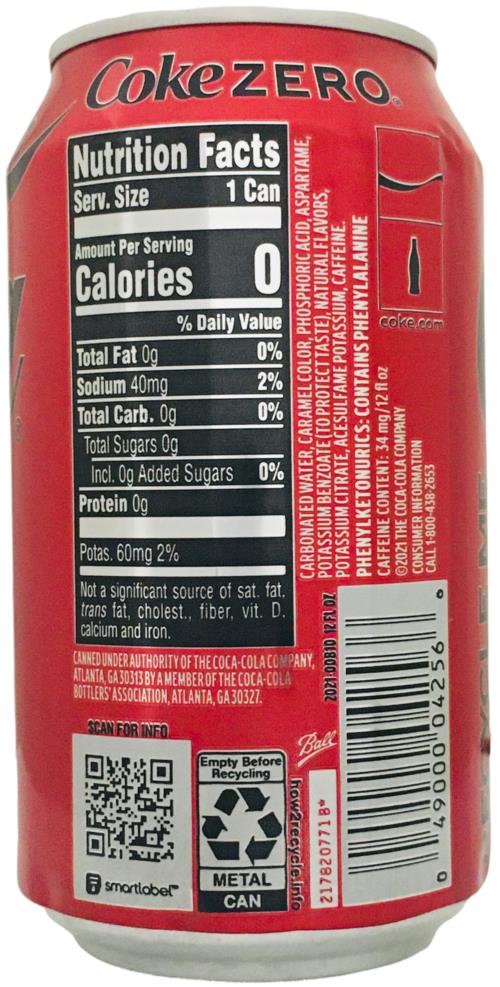 Coke ZERO®
Nutrition Facts
Serv. Size 1 Can
Amount Per Serving
Calories 0
% Daily Value
Total Fat 0g 0%
Sodium 40mg 2%
Total Carb. 0g 0%
Total Sugars 0g
Incl. 0g Added Sugars 0%
Protein 0g
Potas. 60mg 2%
Not a significant source of sat. fat,
trans fat, cholest., fiber, vit. D,
calcium and iron.
CANNED UNDER AUTHORITY OF THE COCA-COLA COMPANY,
ATLANTA, GA 30313 BY A MEMBER OF THE COCA-COLA
BOTTLERS' ASSOCIATION, ATLANTA, GA 30327.
CARBONATED WATER, CARAMEL COLOR, PHOSPHORIC ACID, ASPARTAME,
POTASSIUM BENZOATE (TO PROTECT TASTE), NATURAL FLAVORS,
POTASSIUM CITRATE, ACESULFAME POTASSIUM, CAFFEINE.
PHENYLKETONURICS: CONTAINS PHENYLALANINE
CAFFEINE CONTENT: 34 mg/12 fl oz
©2021 THE COCA-COLA COMPANY
CONSUMER INFORMATION
CALL 1-800-438-2653
coke.com
SCAN FOR INFO
smartlabel™
Empty Before
Recycling
METAL
CAN
how2recycle.info
Ball
21782077 1B*
2021-00B1D 12 FL OZ
0 49000 04256 6
RECYCLE ME